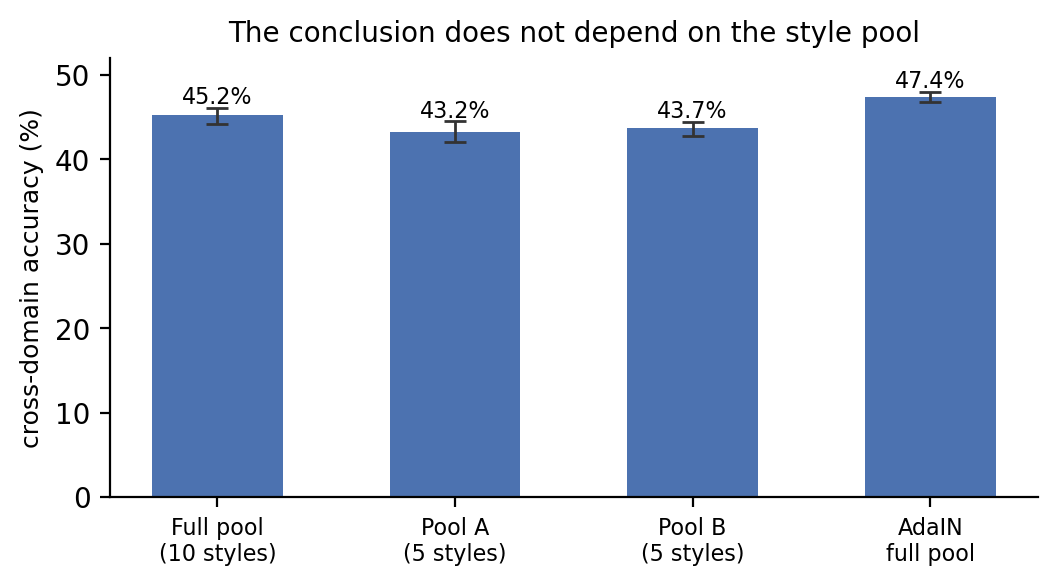 The conclusion does not depend on the style pool
cross-domain accuracy (%)
50
40
30
20
10
0
45.2%
43.2%
43.7%
47.4%
Full pool
(10 styles)
Pool A
(5 styles)
Pool B
(5 styles)
AdaIN
full pool